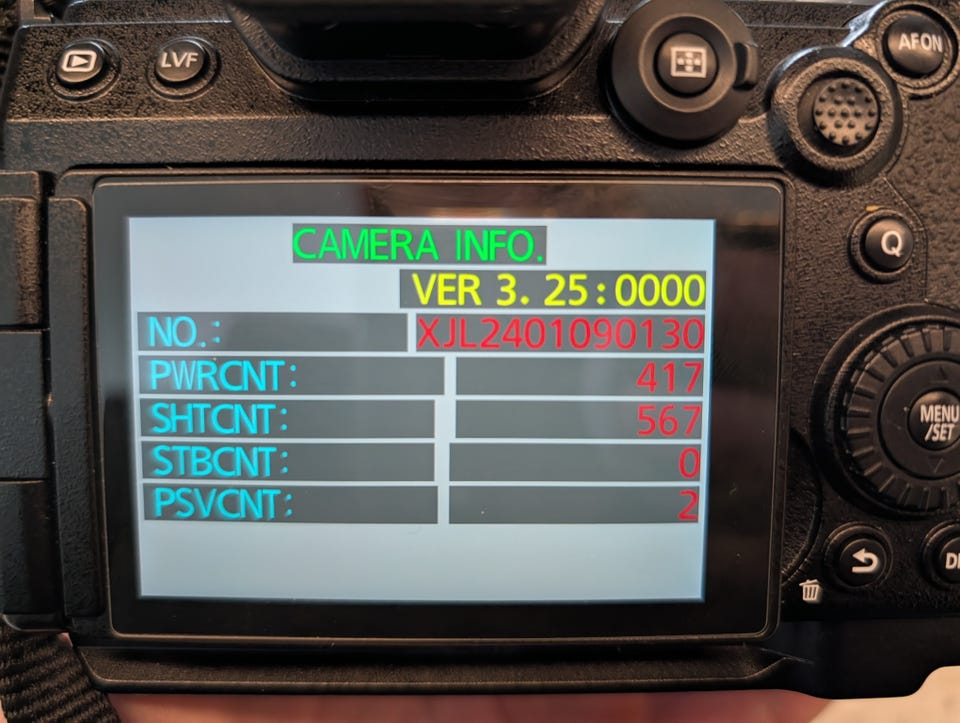 LVF
AF ON
CAMERA INFO.
VER 3. 25:0000
NO.: XJL2401090130
PWRCNT: 417
SHTCNT: 567
STBCNT: 0
PSVCNT: 2
Q
MENU
/SET